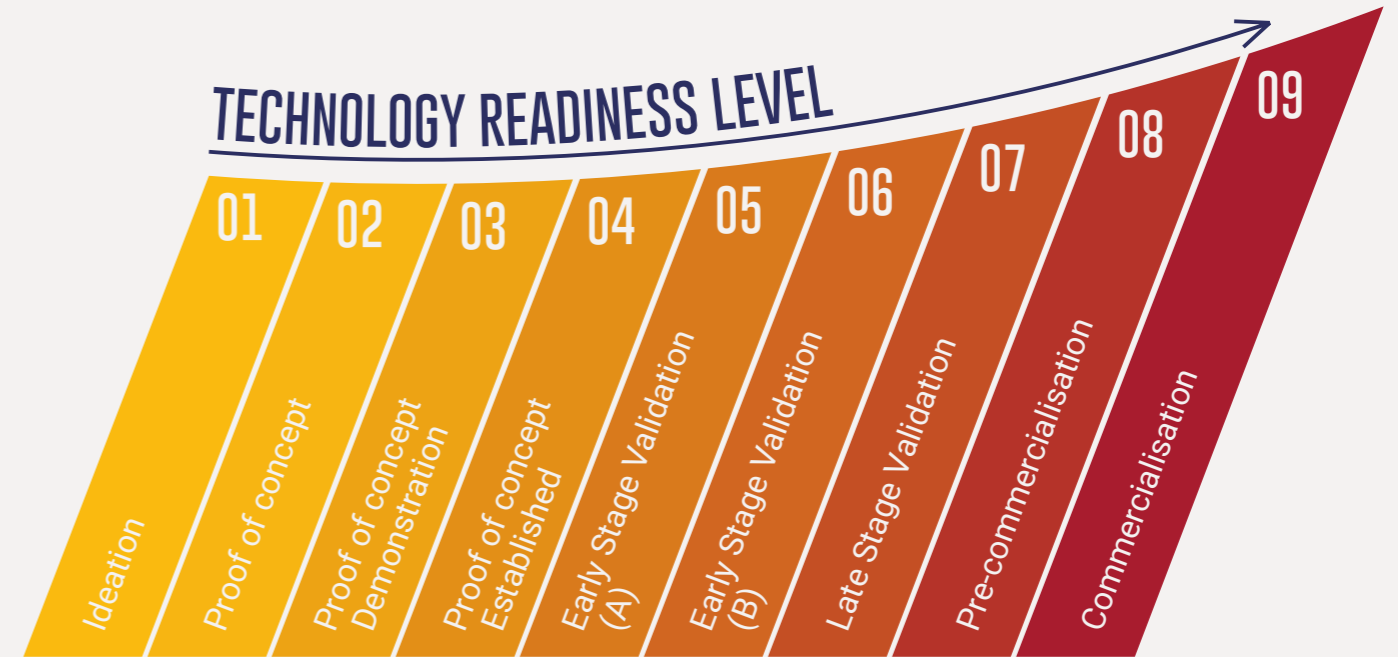 TECHNOLOGY READINESS LEVEL
01
Ideation
02
Proof of concept
03
Proof of concept
Demonstration
04
Proof of concept
Established
05
Early Stage Validation
(A)
06
Early Stage Validation
(B)
07
Late Stage Validation
08
Pre-commercialisation
09
Commercialisation